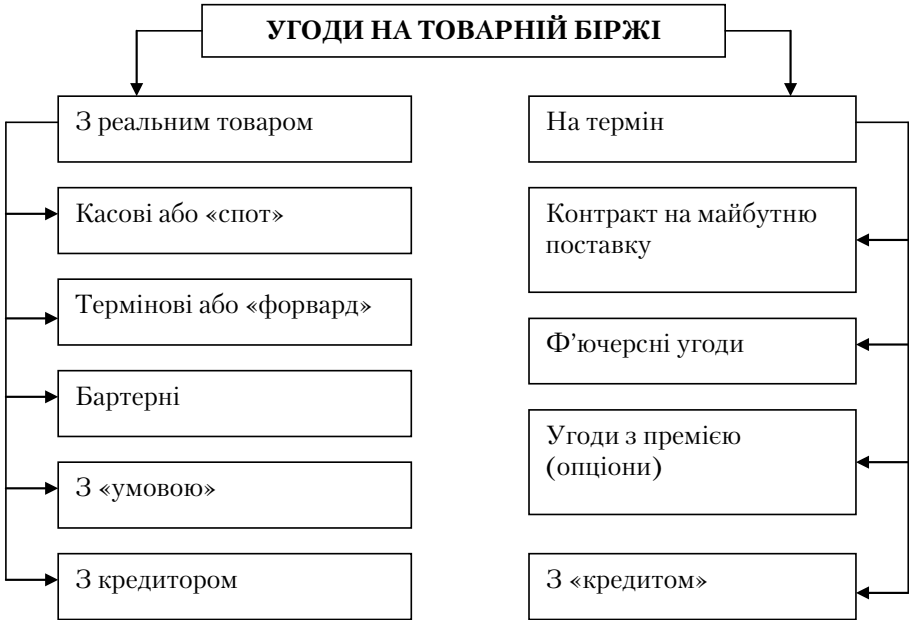 УГОДИ НА ТОВАРНІЙ БІРЖІ
З реальним товаром
Касові або «спот»
Термінові або «форвард»
Бартерні
З «умовою»
З кредитором
На термін
Контракт на майбутню
поставку
Ф’ючерсні угоди
Угоди з премією
(опціони)
З «кредитом»